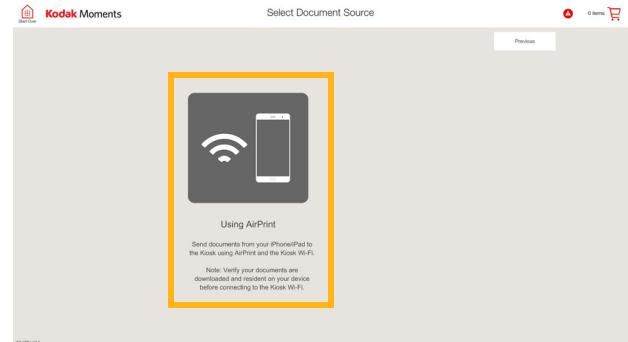 Kodak Moments
Select Document Source
0 items
Start Over
Previous
Using AirPrint
Send documents from your iPhone/iPad to
the Kiosk using AirPrint and the Kiosk Wi-Fi.
Note: Verify your documents are
downloaded and resident on your device
before connecting to the Kiosk Wi-Fi.